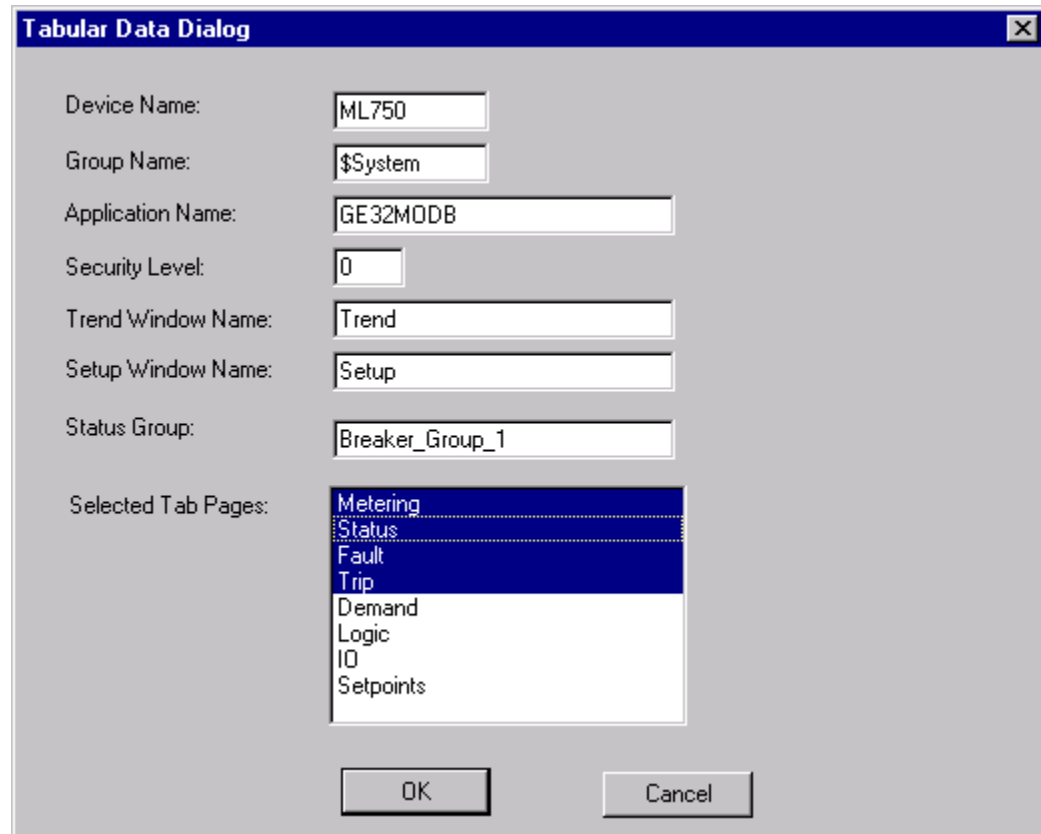 Tabular Data Dialog
Device Name: ML750
Group Name: $System
Application Name: GE32MODB
Security Level: 0
Trend Window Name: Trend
Setup Window Name: Setup
Status Group: Breaker_Group_1
Selected Tab Pages: Metering
Status
Fault
Trip
Demand
Logic
IO
Setpoints
OK Cancel